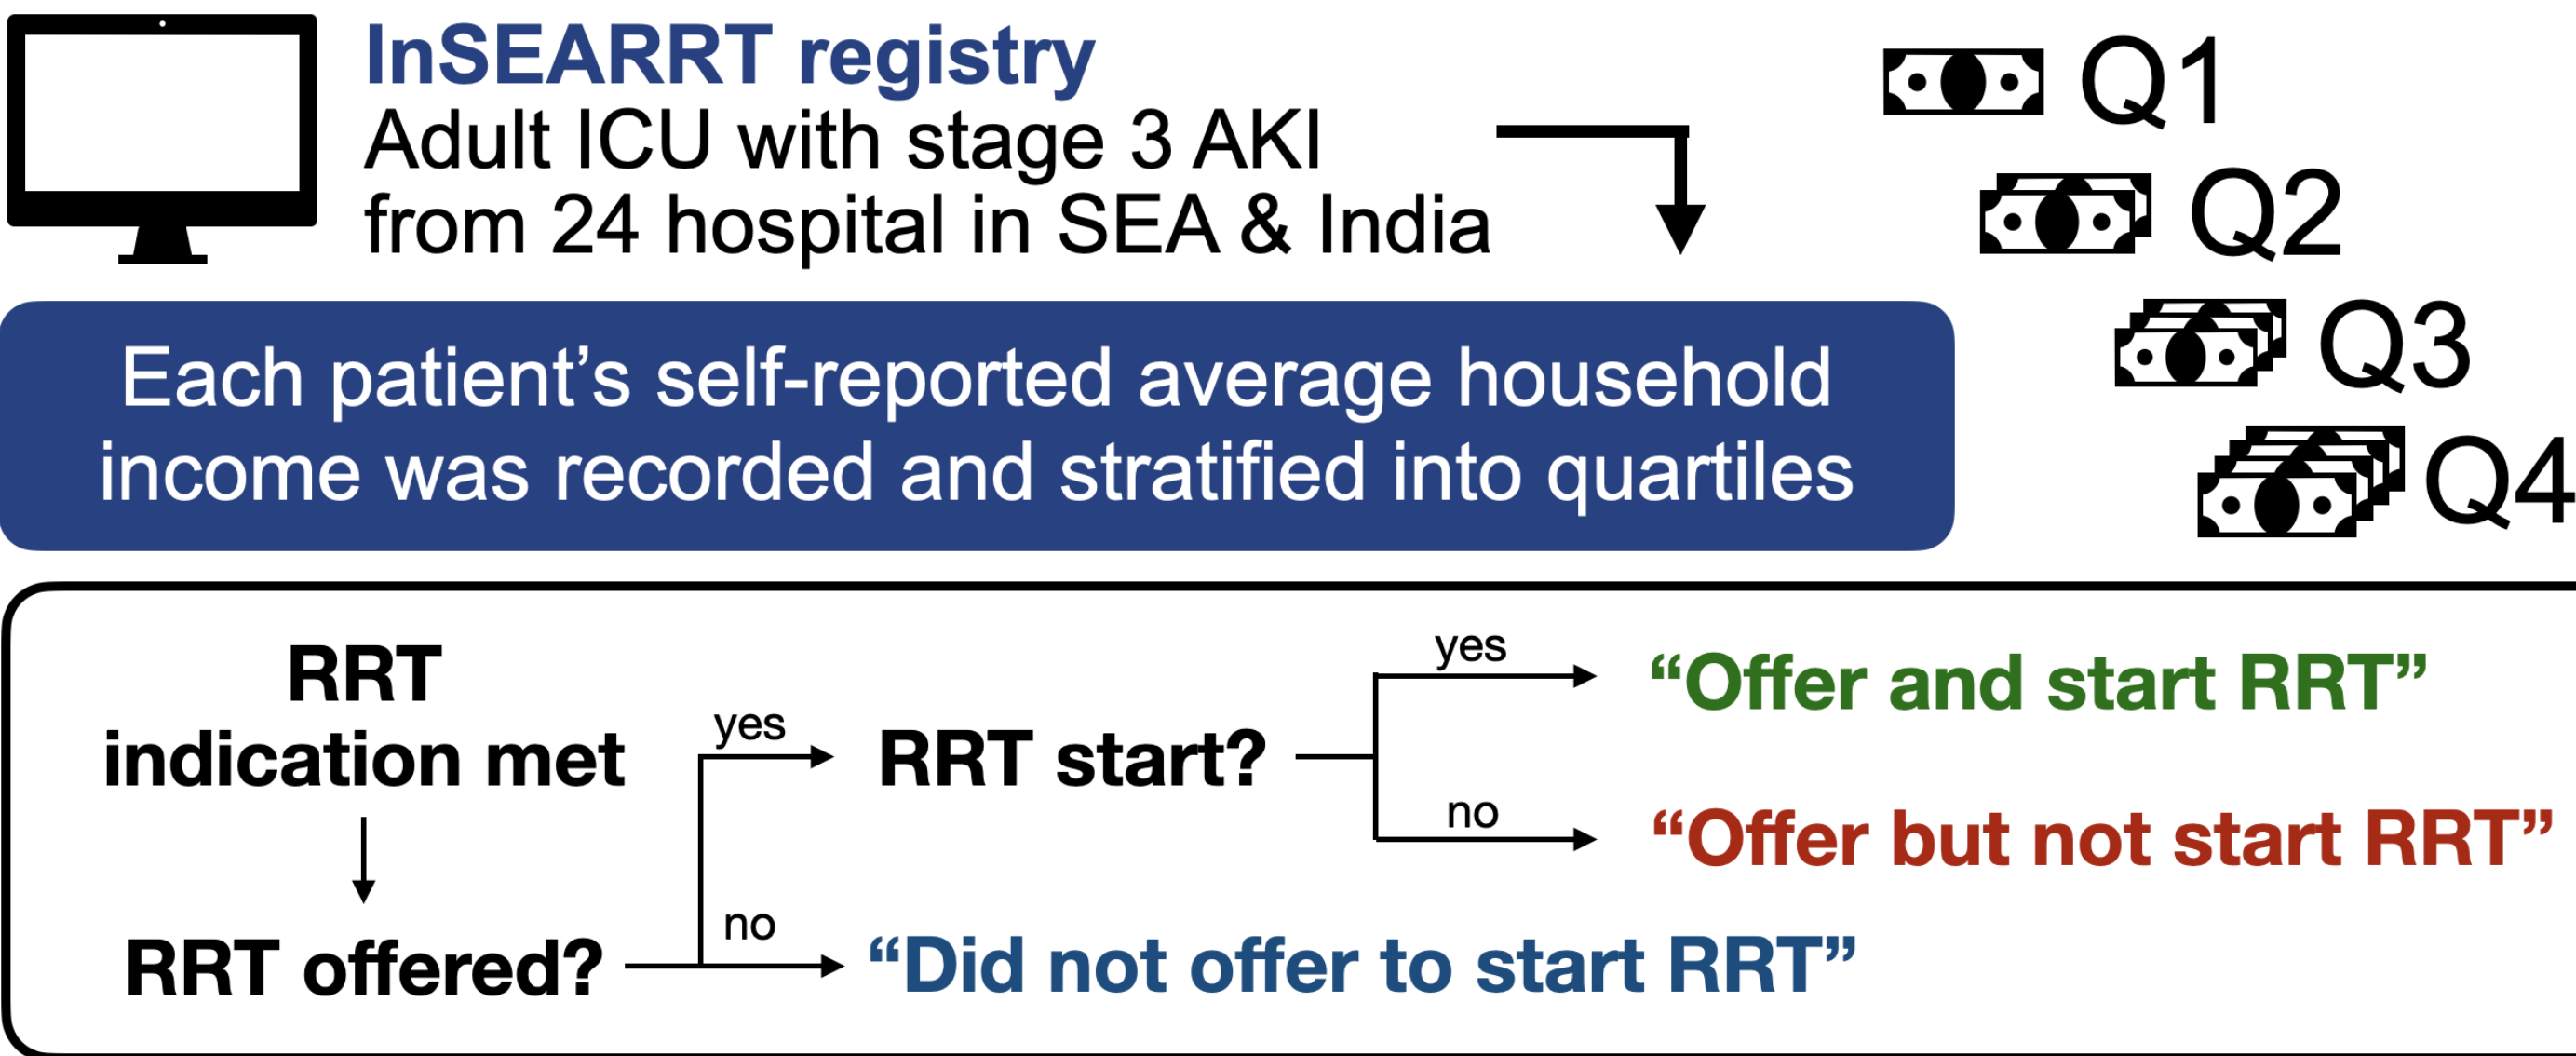 InSEARRT registry
Adult ICU with stage 3 AKI
from 24 hospital in SEA & India
Q1
Q2
Q3
Q4
Each patient’s self-reported average household
income was recorded and stratified into quartiles
RRT
indication met
RRT offered?
yes
no
RRT start?
yes
no
“Offer and start RRT”
“Offer but not start RRT”
“Did not offer to start RRT”